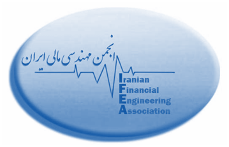 انجمن مهندسی مالی ایران
Iranian
Financial
Engineering
Association